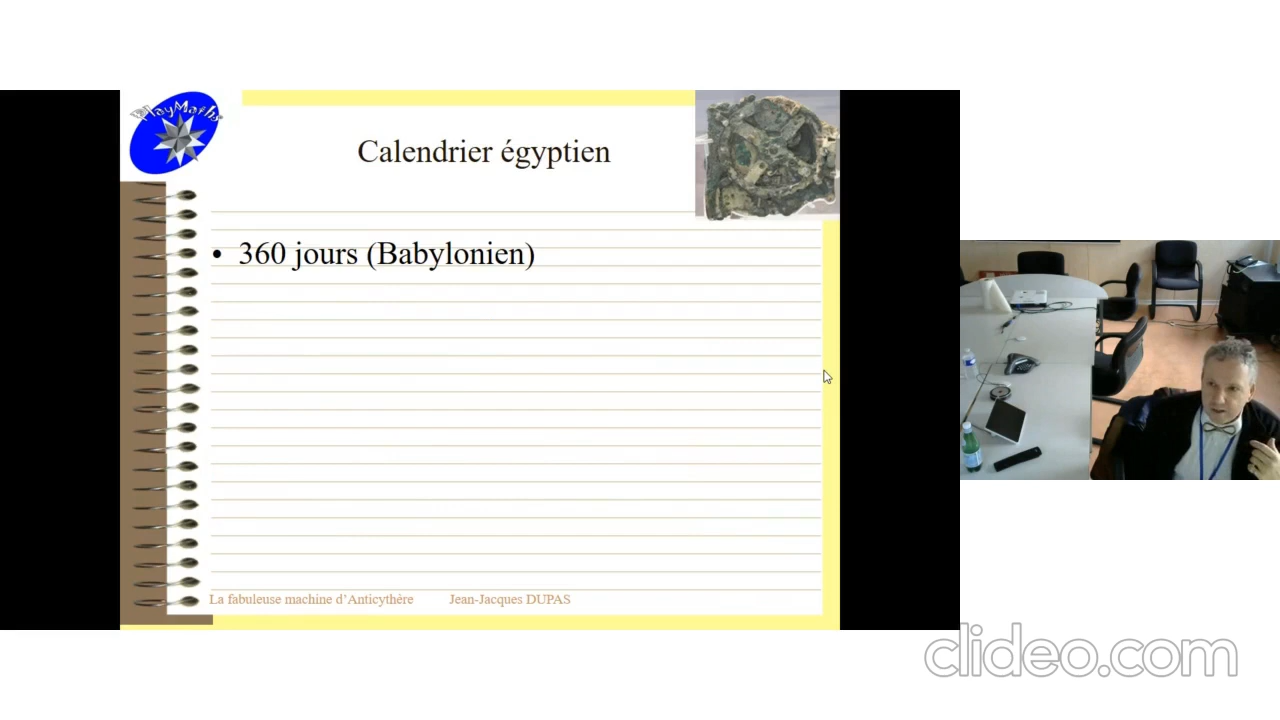 PlayMaths
Calendrier égyptien
• 360 jours (Babylonien)
La fabuleuse machine d'Anticythère Jean-Jacques DUPAS
clideo.com